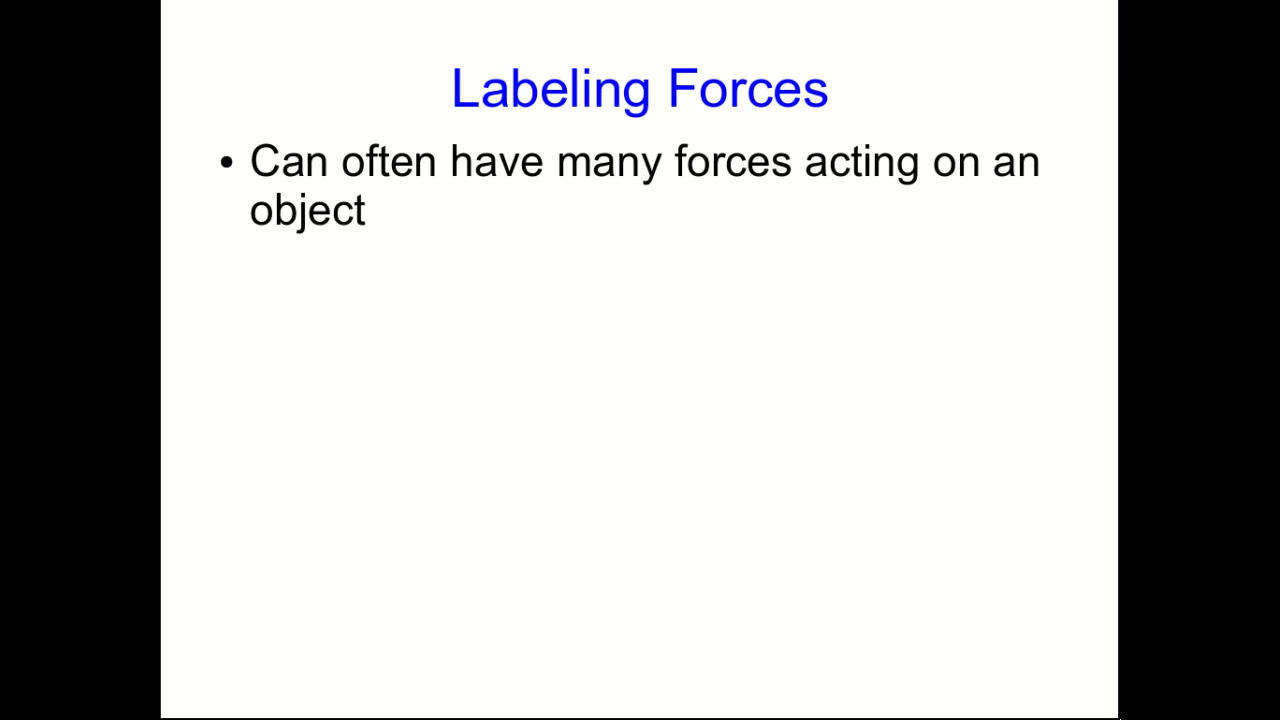 Labeling Forces
• Can often have many forces acting on an
object